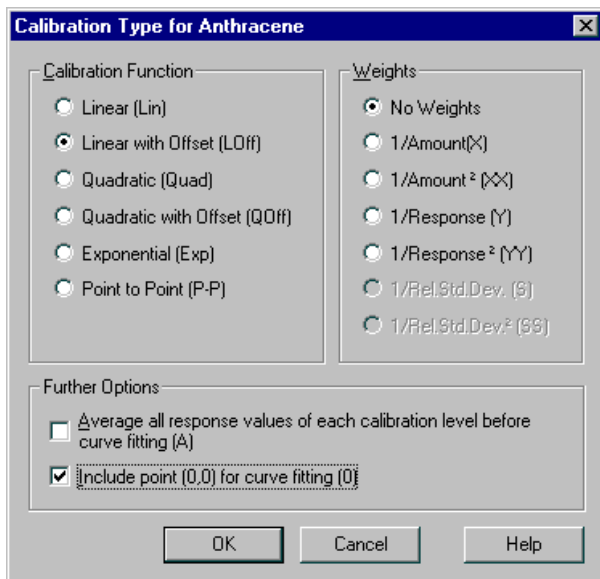 Calibration Type for Anthracene
Calibration Function
Linear (Lin)
Linear with Offset (LOff)
Quadratic (Quad)
Quadratic with Offset (QOff)
Exponential (Exp)
Point to Point (P-P)
Weights
No Weights
1/Amount(X)
1/Amount² (XX)
1/Response (Y)
1/Response² (YY)
1/Rel.Std.Dev. (S)
1/Rel.Std.Dev.² (SS)
Further Options
Average all response values of each calibration level before
curve fitting (A)
Include point (0,0) for curve fitting (0)
OK Cancel Help